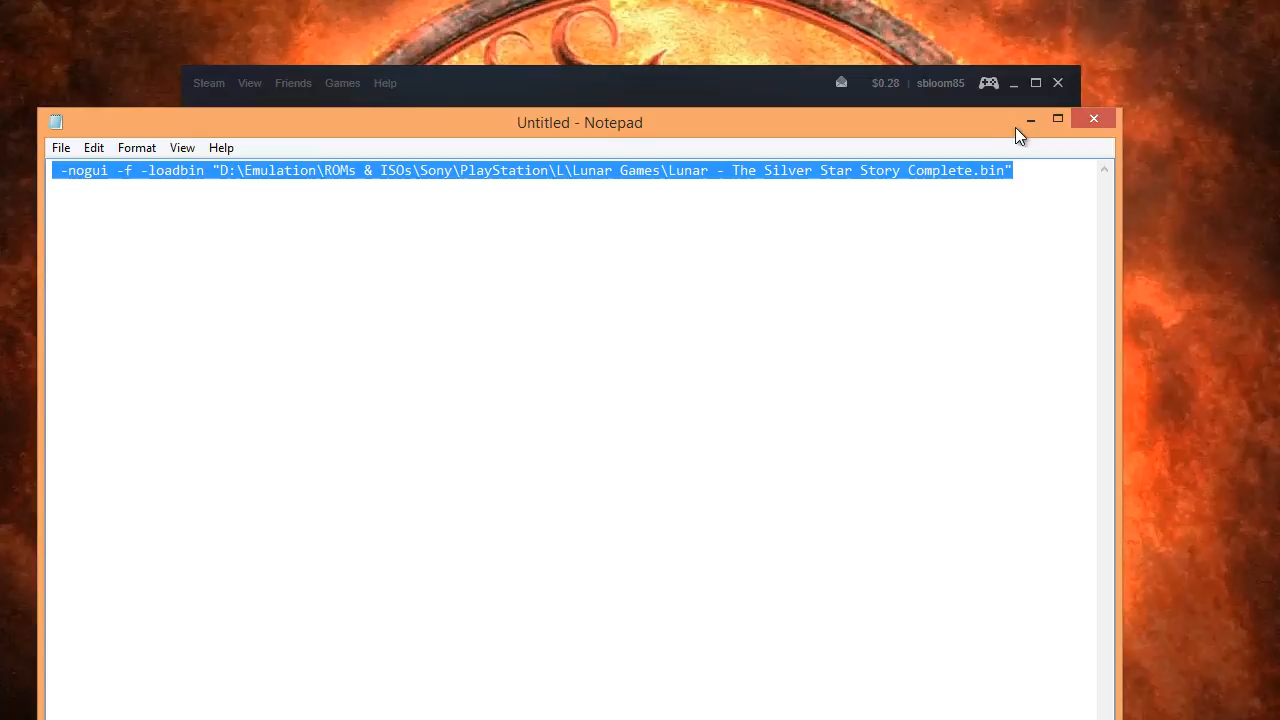 Steam View Friends Games Help $0.28 | sbloom85
Untitled - Notepad
File Edit Format View Help
-nogui -f -loadbin "D:\Emulation\ROMs & ISOs\Sony\PlayStation\L\Lunar Games\Lunar - The Silver Star Story Complete.bin"